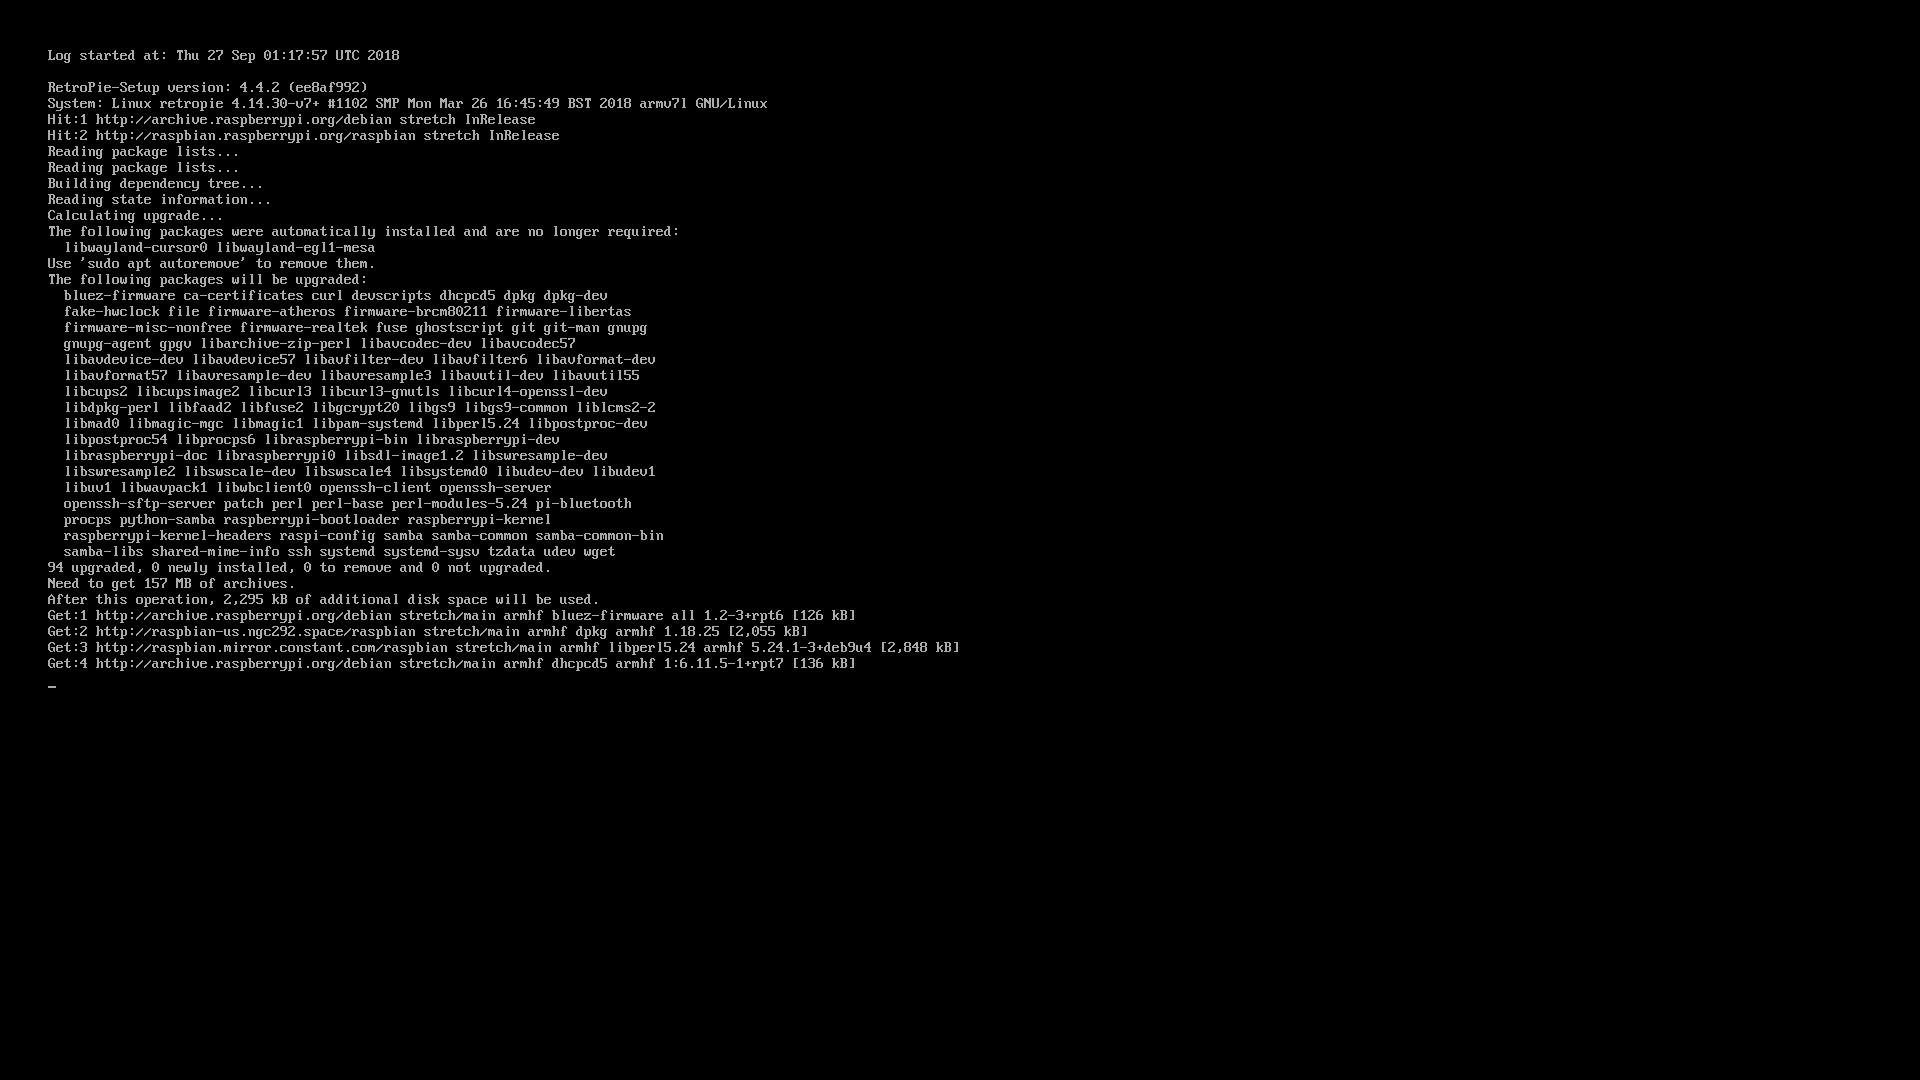 Log started at: Thu 27 Sep 01:17:57 UTC 2018
RetroPie-Setup version: 4.4.2 (ee8af992)
System: Linux retropie 4.14.30-v7+ #1102 SMP Mon Mar 26 16:45:49 BST 2018 armv7l GNU/Linux
Hit:1 http://archive.raspberrypi.org/debian stretch InRelease
Hit:2 http://raspbian.raspberrypi.org/raspbian stretch InRelease
Reading package lists...
Reading package lists...
Building dependency tree...
Reading state information...
Calculating upgrade...
The following packages were automatically installed and are no longer required:
  libwayland-cursor0 libwayland-egl1-mesa
Use 'sudo apt autoremove' to remove them.
The following packages will be upgraded:
  bluez-firmware ca-certificates curl devscripts dhcpcd5 dpkg dpkg-dev
  fake-hwclock file firmware-atheros firmware-brcm80211 firmware-libertas
  firmware-misc-nonfree firmware-realtek fuse ghostscript git git-man gnupg
  gnupg-agent gpgv libarchive-zip-perl libavcodec-dev libavcodec57
  libavdevice-dev libavdevice57 libavfilter-dev libavfilter6 libavformat-dev
  libavformat57 libavresample-dev libavresample3 libavutil-dev libavutil55
  libcups2 libcupsimage2 libcurl3 libcurl3-gnutls libcurl4-openssl-dev
  libdpkg-perl libfaad2 libfuse2 libgcrypt20 libgs9 libgs9-common liblcms2-2
  libmad0 libmagic-mgc libmagic1 libpam-systemd libperl5.24 libpostproc-dev
  libpostproc54 libprocps6 libraspberrypi-bin libraspberrypi-dev
  libraspberrypi-doc libraspberrypi0 libsdl-image1.2 libswresample-dev
  libswresample2 libswscale-dev libswscale4 libsystemd0 libudev-dev libudev1
  libuv1 libwavpack1 libwbclient0 openssh-client openssh-server
  openssh-sftp-server patch perl perl-base perl-modules-5.24 pi-bluetooth
  procps python-samba raspberrypi-bootloader raspberrypi-kernel
  raspberrypi-kernel-headers raspi-config samba samba-common samba-common-bin
  samba-libs shared-mime-info ssh systemd systemd-sysv tzdata udev wget
94 upgraded, 0 newly installed, 0 to remove and 0 not upgraded.
Need to get 157 MB of archives.
After this operation, 2,295 kB of additional disk space will be used.
Get:1 http://archive.raspberrypi.org/debian stretch/main armhf bluez-firmware all 1.2-3+rpt6 [126 kB]
Get:2 http://raspbian-us.ngc292.space/raspbian stretch/main armhf dpkg armhf 1.18.25 [2,055 kB]
Get:3 http://raspbian.mirror.constant.com/raspbian stretch/main armhf libperl5.24 armhf 5.24.1-3+deb9u4 [2,848 kB]
Get:4 http://archive.raspberrypi.org/debian stretch/main armhf dhcpcd5 armhf 1:6.11.5-1+rpt7 [136 kB]
_